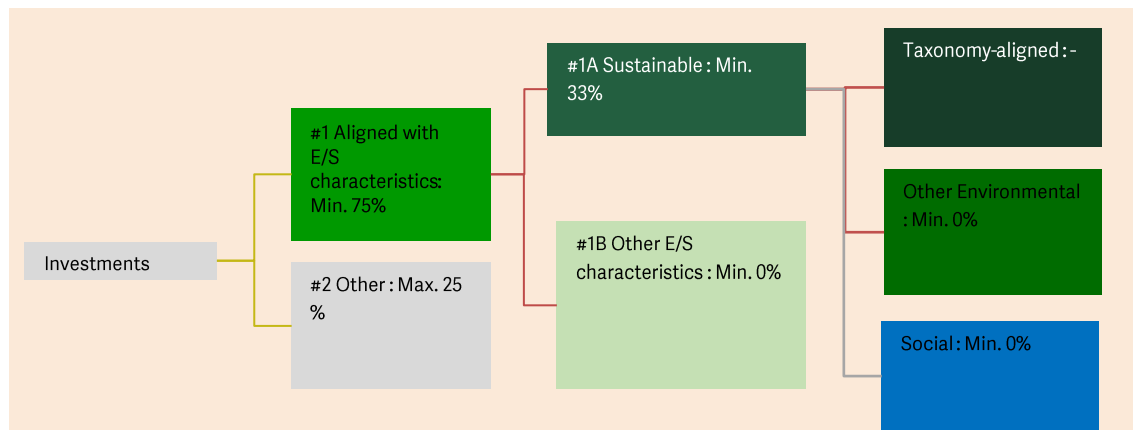 Investments
#1 Aligned with
E/S
characteristics:
Min. 75%
#2 Other : Max. 25
%
#1A Sustainable : Min.
33%
#1B Other E/S
characteristics : Min. 0%
Taxonomy-aligned : -
Other Environmental
: Min. 0%
Social : Min. 0%